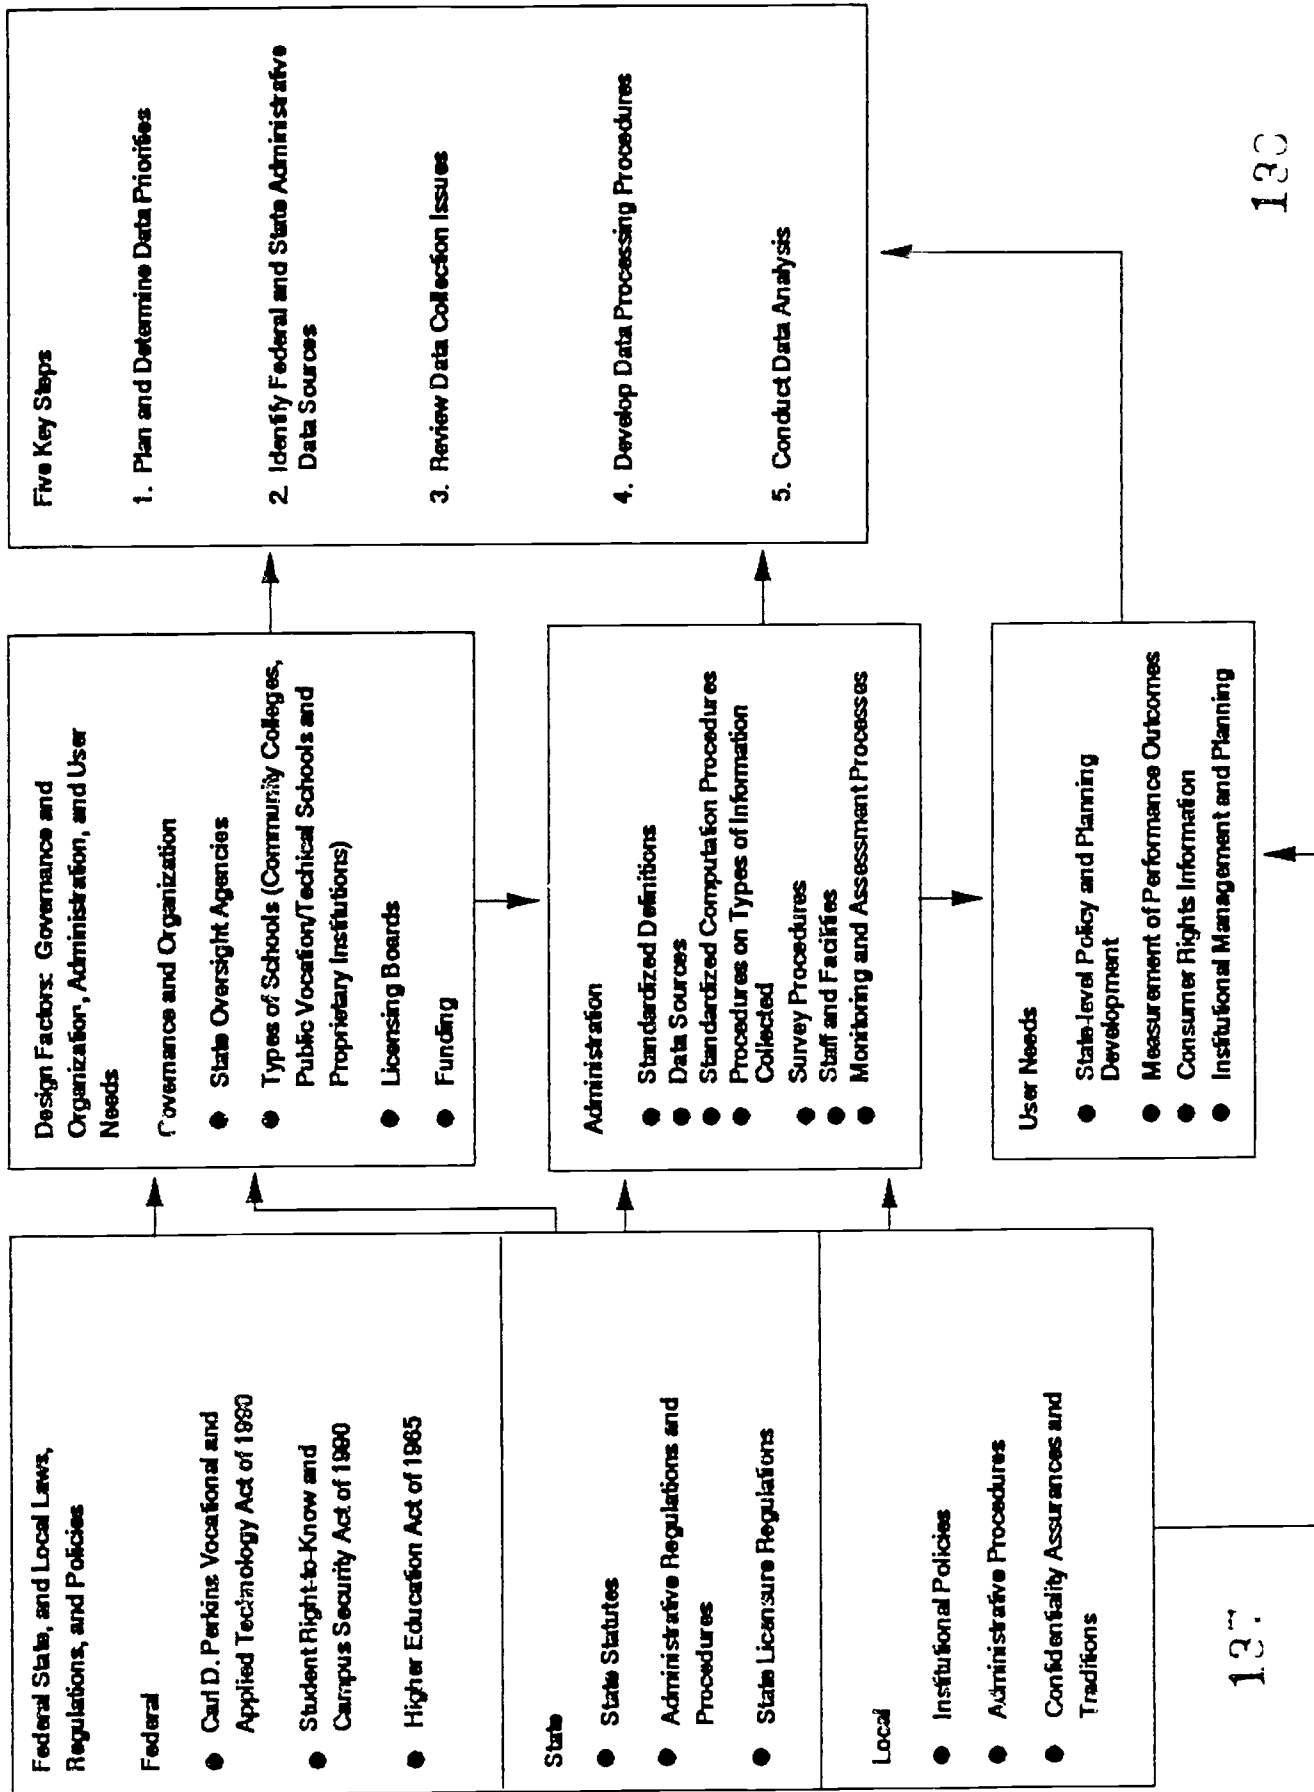 Federal State, and Local Laws,
Regulations, and Policies
Federal
● Carl D. Perkins Vocational and
Applied Technology Act of 1990
● Student Right-to-Know and
Campus Security Act of 1990
● Higher Education Act of 1965
State
● State Statutes
● Administrative Regulations and
Procedures
● State Licensure Regulations
Local
● Institutional Policies
● Administrative Procedures
● Confidentiality Assurances and
Traditions
Design Factors: Governance and
Organization, Administration, and User
Needs
Governance and Organization
● State Oversight Agencies
● Types of Schools (Community Colleges,
Public Vocation/Techical Schools and
Proprietary Institutions)
● Licensing Boards
● Funding
Administration
● Standardized Definitions
● Data Sources
● Standardized Computation Procedures
● Procedures on Types of Information
Collected
● Survey Procedures
● Staff and Facilities
● Monitoring and Assessment Processes
User Needs
● State-level Policy and Planning
Development
● Measurement of Performance Outcomes
● Consumer Rights Information
● Institutional Management and Planning
Five Key Steps
1. Plan and Determine Data Priorities
2. Identify Federal and State Administrative
Data Sources
3. Review Data Collection Issues
4. Develop Data Processing Procedures
5. Conduct Data Analysis